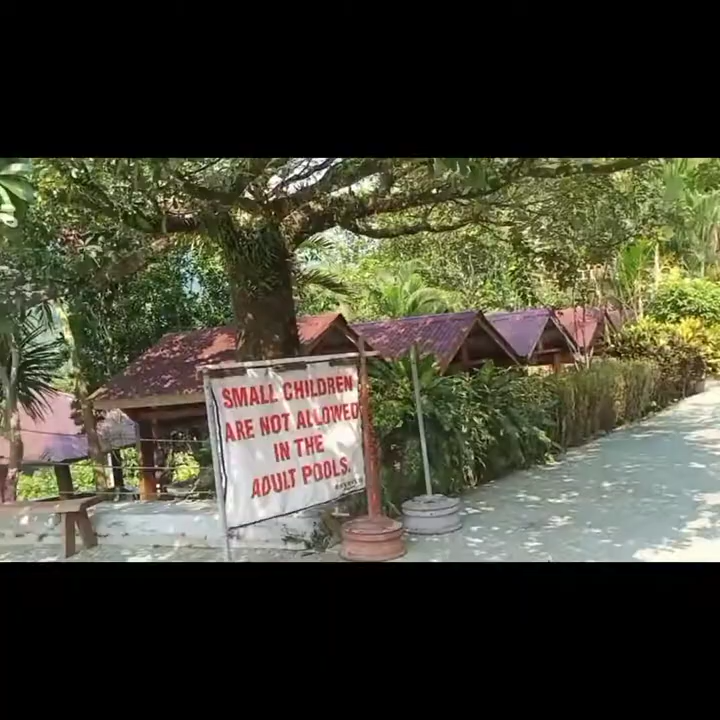 SMALL CHILDREN
ARE NOT ALLOWED
IN THE
ADULT POOLS.